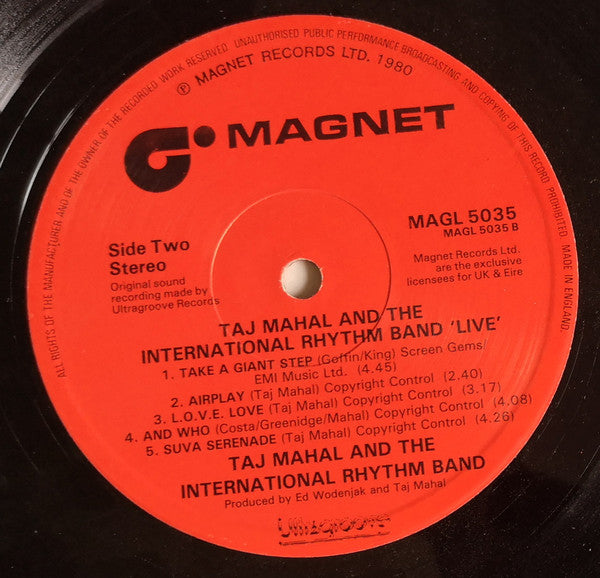 ALL RIGHTS OF THE MANUFACTURER AND OF THE OWNER OF THE RECORDED WORK RESERVED. UNAUTHORISED PUBLIC PERFORMANCE BROADCASTING AND COPYING OF THIS RECORD PROHIBITED. MADE IN ENGLAND.
Ⓟ MAGNET RECORDS LTD. 1980
MAGNET
Side Two
Stereo
Original sound
recording made by
Ultragroove Records
MAGL 5035
MAGL 5035 B
Magnet Records Ltd.
are the exclusive
licensees for UK & Eire
TAJ MAHAL AND THE
INTERNATIONAL RHYTHM BAND 'LIVE'
1. TAKE A GIANT STEP (Goffin/King) Screen Gems/
EMI Music Ltd. (4.45)
2. AIRPLAY (Taj Mahal) Copyright Control (2.40)
3. L.O.V.E. LOVE (Taj Mahal) Copyright Control (3.17)
4. AND WHO (Costa/Greenidge/Mahal) Copyright Control (4.08)
5. SUVA SERENADE (Taj Mahal) Copyright Control (4.26)
TAJ MAHAL AND THE
INTERNATIONAL RHYTHM BAND
Produced by Ed Wodenjak and Taj Mahal
Ultragroove